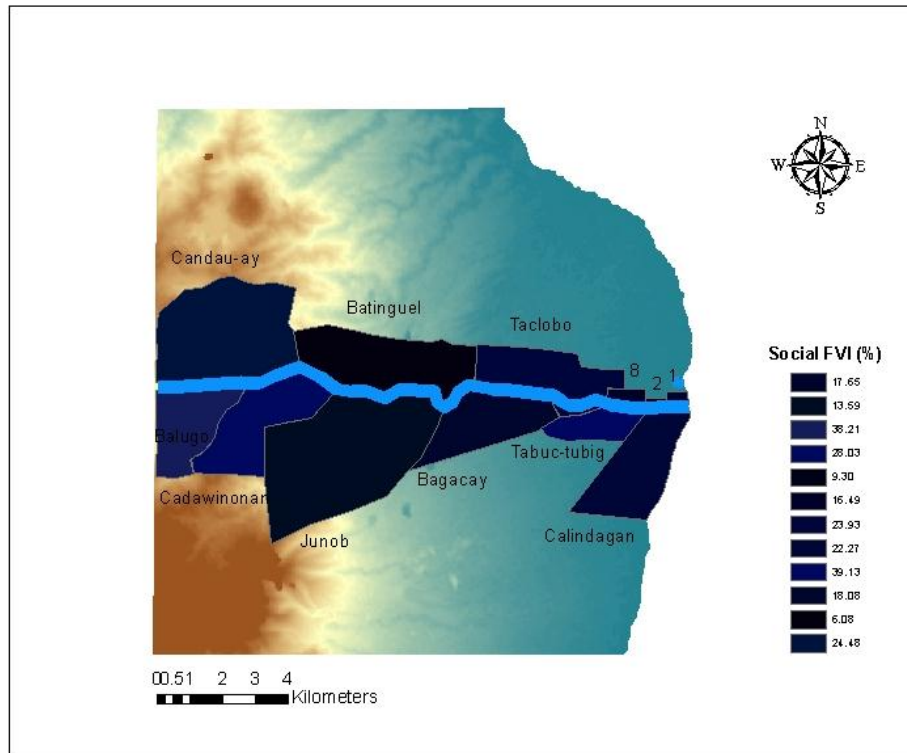 N
W E
S
Candau-ay
Batinguel
Taclobo
8
2
1
Balugo
Cadawinonan
Junob
Bagacay
Tabuc-tubig
Calindagan
Social FVI (%)
17.65
13.59
38.21
28.03
9.30
16.49
23.93
22.27
39.13
18.08
6.08
24.48
00.51 2 3 4
Kilometers